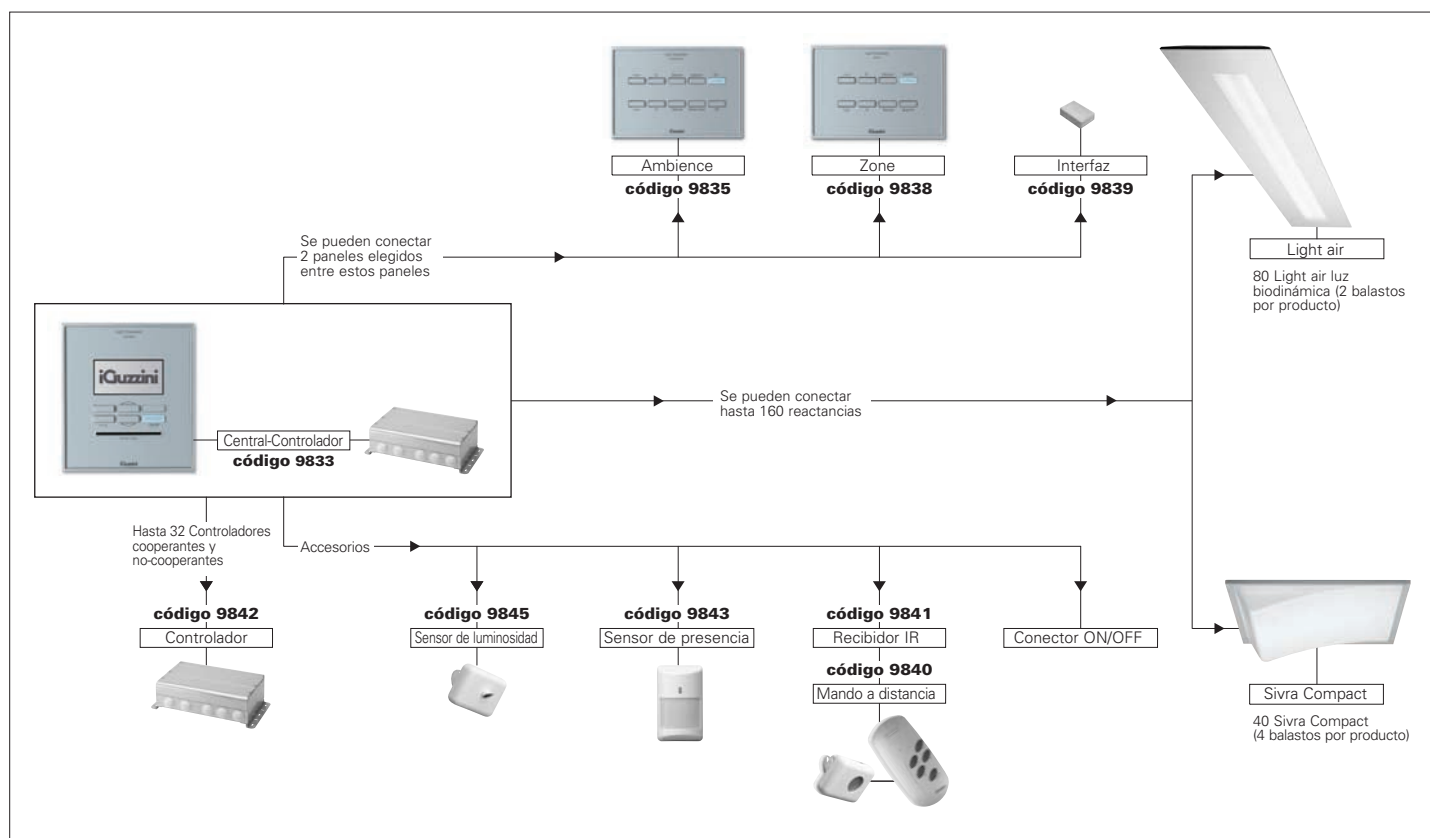 Ambience
código 9835
Zone
código 9838
Interfaz
código 9839
Light air
80 Light air luz
biodinámica (2 balastos
por producto)
Se pueden conectar
2 paneles elegidos
entre estos paneles
iGuzzini
Central-Controlador
código 9833
Se pueden conectar
hasta 160 reactancias
Hasta 32 Controladores
cooperantes y
no-cooperantes
Accesorios
código 9842
Controlador
código 9845
Sensor de luminosidad
código 9843
Sensor de presencia
código 9841
Recibidor IR
código 9840
Mando a distancia
Conector ON/OFF
Sivra Compact
40 Sivra Compact
(4 balastos por producto)